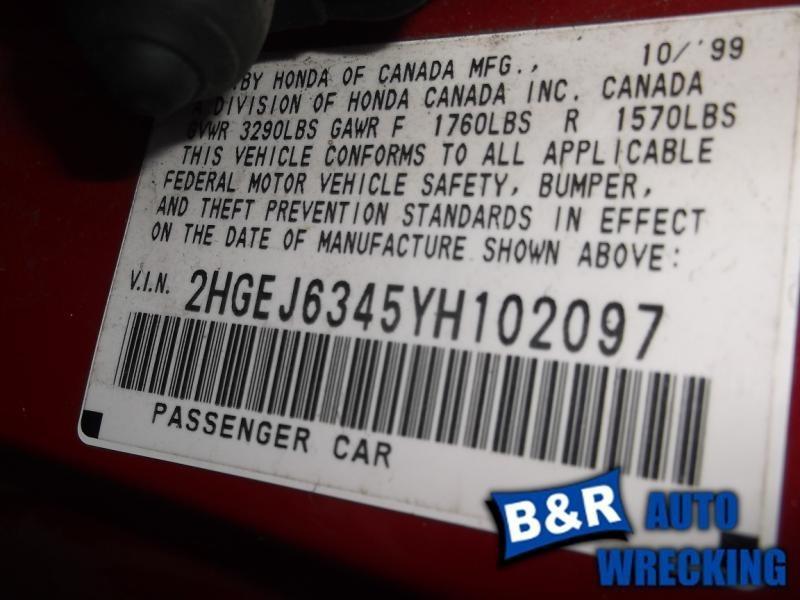 BY HONDA OF CANADA MFG., 10/'99
A DIVISION OF HONDA CANADA INC. CANADA
GVWR 3290LBS GAWR F 1760LBS R 1570LBS
THIS VEHICLE CONFORMS TO ALL APPLICABLE
FEDERAL MOTOR VEHICLE SAFETY, BUMPER,
AND THEFT PREVENTION STANDARDS IN EFFECT
ON THE DATE OF MANUFACTURE SHOWN ABOVE:
V.I.N. 2HGEJ6345YH102097
PASSENGER CAR
B&R AUTO
WRECKING